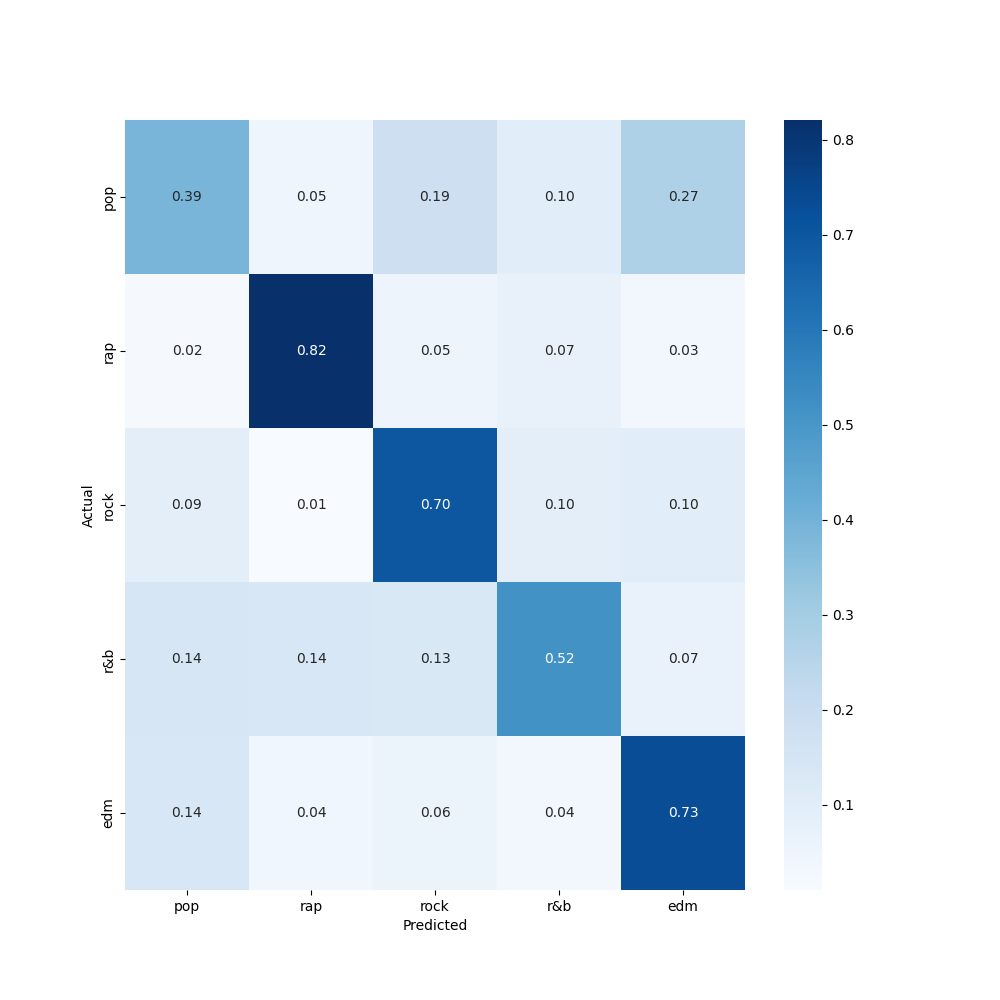 pop 0.39 0.05 0.19 0.10 0.27
rap 0.02 0.82 0.05 0.07 0.03
Actual
rock 0.09 0.01 0.70 0.10 0.10
r&b 0.14 0.14 0.13 0.52 0.07
edm 0.14 0.04 0.06 0.04 0.73
pop rap rock r&b edm
Predicted
0.8
0.7
0.6
0.5
0.4
0.3
0.2
0.1